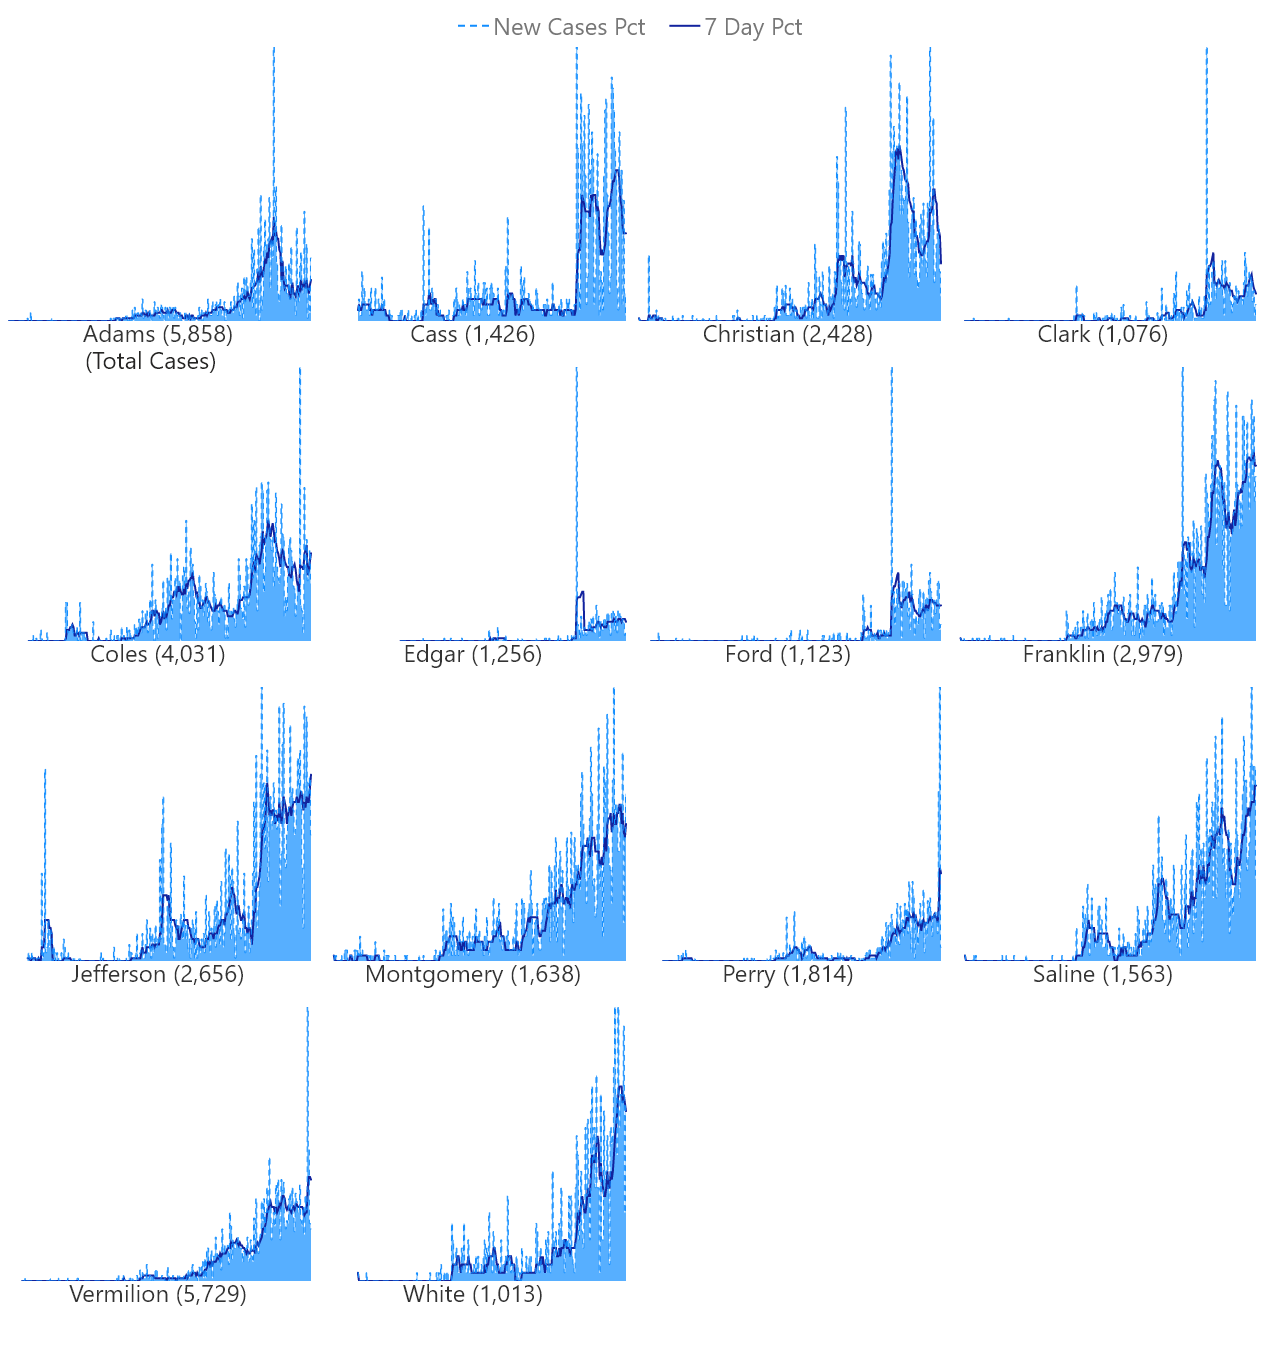 New Cases Pct 7 Day Pct
Adams (5,858)
(Total Cases)
Cass (1,426)
Christian (2,428)
Clark (1,076)
Coles (4,031)
Edgar (1,256)
Ford (1,123)
Franklin (2,979)
Jefferson (2,656)
Montgomery (1,638)
Perry (1,814)
Saline (1,563)
Vermilion (5,729)
White (1,013)